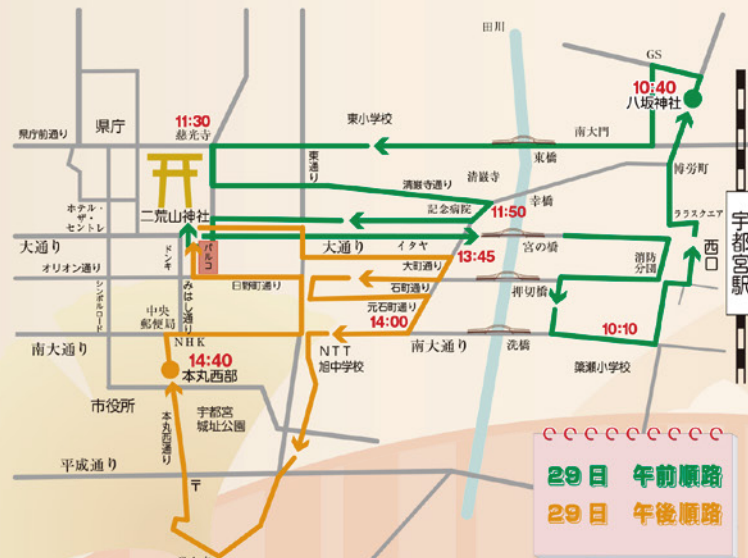 田川
GS
10:40
八坂神社
11:30
慈光寺
東小学校
南大門
県庁前通り
県庁
東通り
東橋
博労町
清巌寺通り
清巌寺
幸橋
二荒山神社
記念病院
11:50
ホテル・
ザ・
セントレ
ララスクエア
西口
宇都宮駅
大通り
パルコ
大通り
イタヤ
13:45
宮の橋
消防
分園
ドンキ
オリオン通り
大町通り
シンボルロード
みはし通り
日野町通り
石町通り
押切橋
中央
郵便局
元石町通り
14:00
10:10
南大通り
NHK
南大通り
洗橋
14:40
本丸西部
NTT
旭中学校
簗瀬小学校
市役所
本丸西通り
宇都宮
城址公園
平成通り
〒
29日 午前順路
29日 午後順路